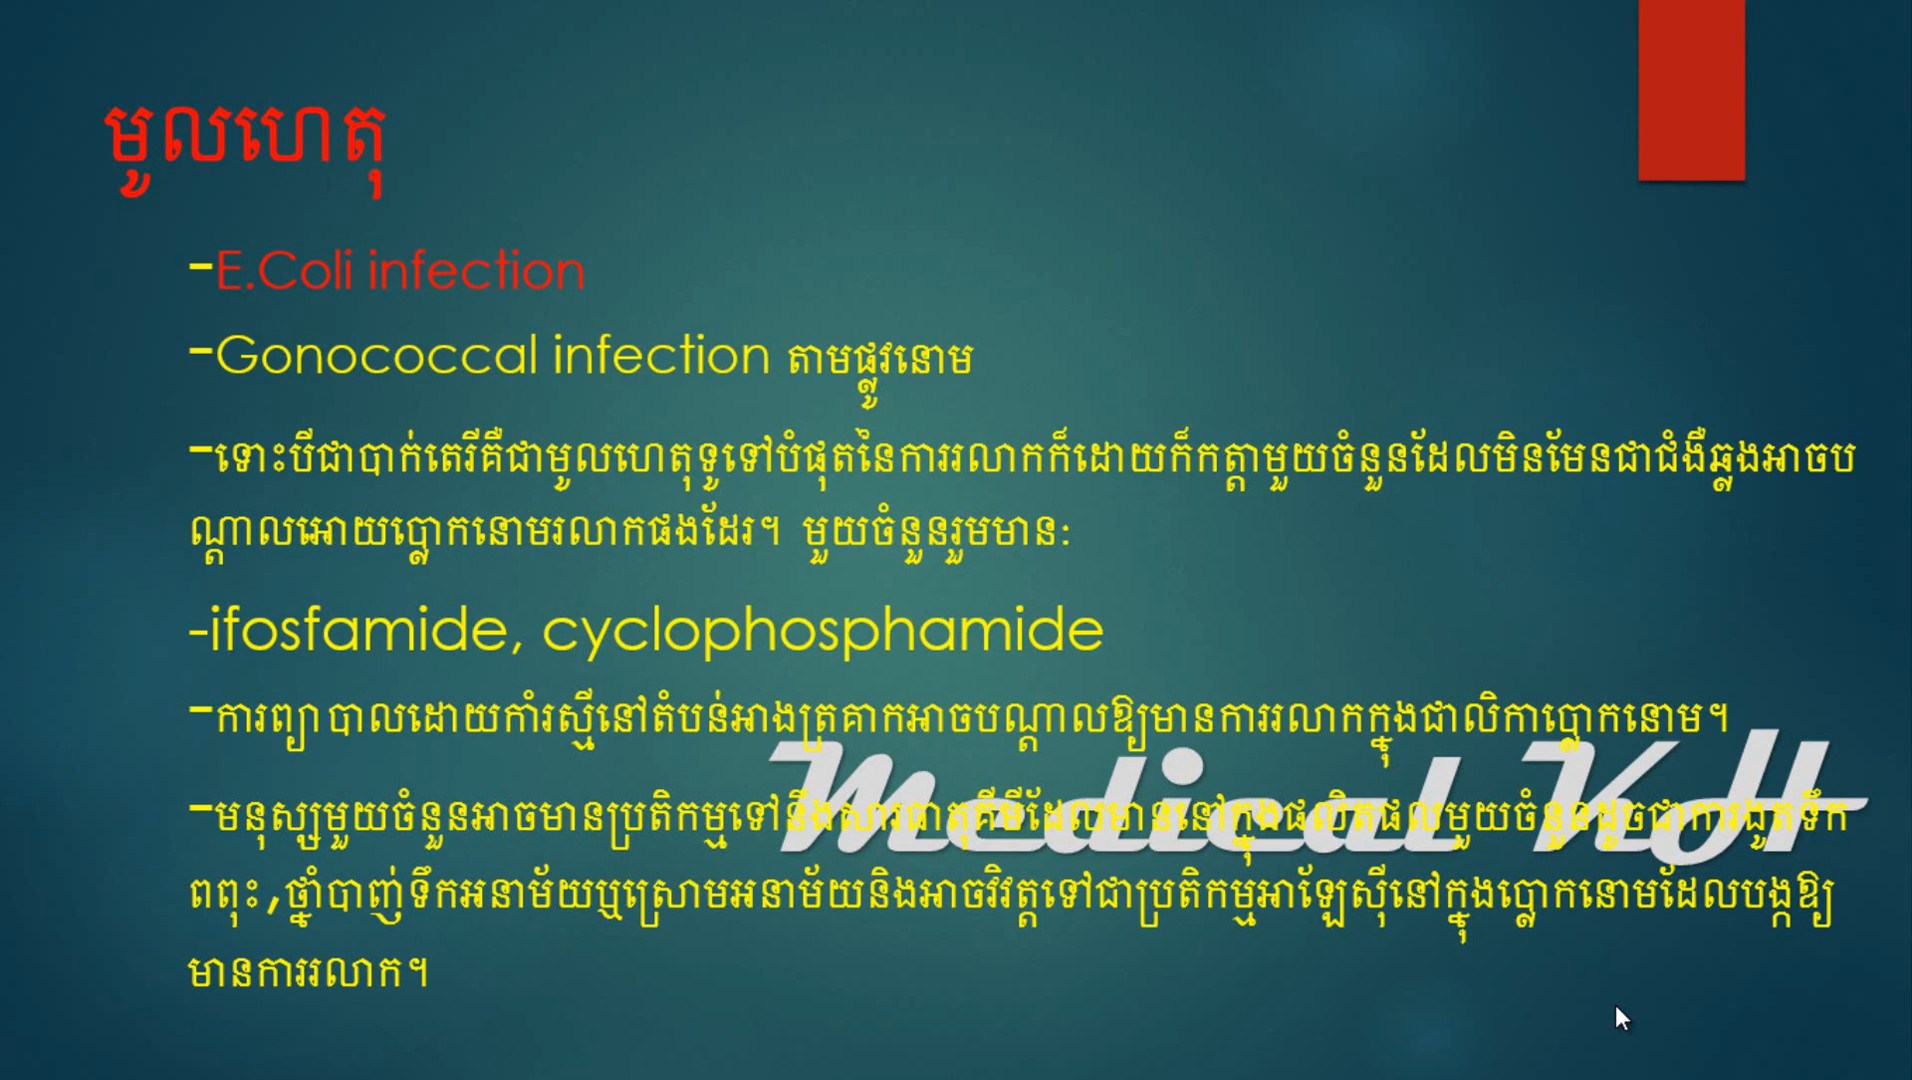 មូលហេតុ
-E.Coli infection
-Gonococcal infection តាមផ្លូវនោម
-ទោះបីជាបាក់តេរីគឺជាមូលហេតុទូទៅបំផុតនៃការរលាកក៏ដោយក៏កត្តាមួយចំនួនដែលមិនមែនជាជំងឺឆ្លងអាចប
ណ្តាលអោយប្លោកនោមរលាកផងដែរ។ មួយចំនួនរួមមាន:
-ifosfamide, cyclophosphamide
-ការព្យាបាលដោយកាំរស្មីនៅតំបន់អាងត្រគាកអាចបណ្តាលឱ្យមានការរលាកក្នុងជាលិកាប្លោកនោម។
-មនុស្សមួយចំនួនអាចមានប្រតិកម្មទៅនឹងសារធាតុគីមីដែលមាននៅក្នុងផលិតផលមួយចំនួនដូចជាការងូតទឹក
ពពុះ,ថ្នាំបាញ់ទឹកអនាម័យឬស្រោមអនាម័យនិងអាចវិវត្តទៅជាប្រតិកម្មអាឡែស៊ីនៅក្នុងប្លោកនោមដែលបង្កឱ្យ
មានការរលាក។
Medical KH